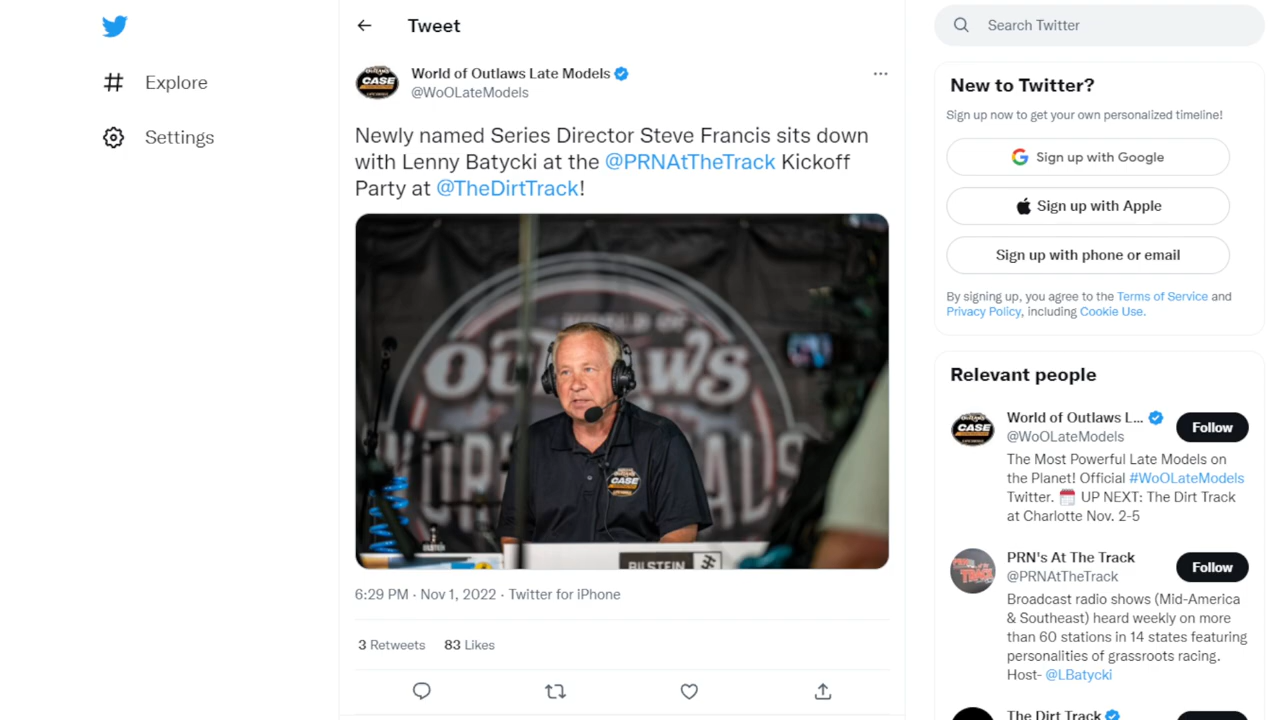 Tweet
Search Twitter
Explore
Settings
World of Outlaws Late Models
@WoOLateModels
Newly named Series Director Steve Francis sits down
with Lenny Batycki at the @PRNAtTheTrack Kickoff
Party at @TheDirtTrack!
WORLD OF
OUTLAWS
CASE
BILSTEIN
6:29 PM · Nov 1, 2022 · Twitter for iPhone
3 Retweets 83 Likes
New to Twitter?
Sign up now to get your own personalized timeline!
Sign up with Google
Sign up with Apple
Sign up with phone or email
By signing up, you agree to the Terms of Service and
Privacy Policy, including Cookie Use.
Relevant people
CASE
World of Outlaws L...
@WoOLateModels
Follow
The Most Powerful Late Models on
the Planet! Official #WoOLateModels
Twitter. UP NEXT: The Dirt Track
at Charlotte Nov. 2-5
PRN's At The Track
@PRNAtTheTrack
Follow
Broadcast radio shows (Mid-America
& Southeast) heard weekly on more
than 60 stations in 14 states featuring
personalities of grassroots racing.
Host- @LBatycki
The Dirt Track